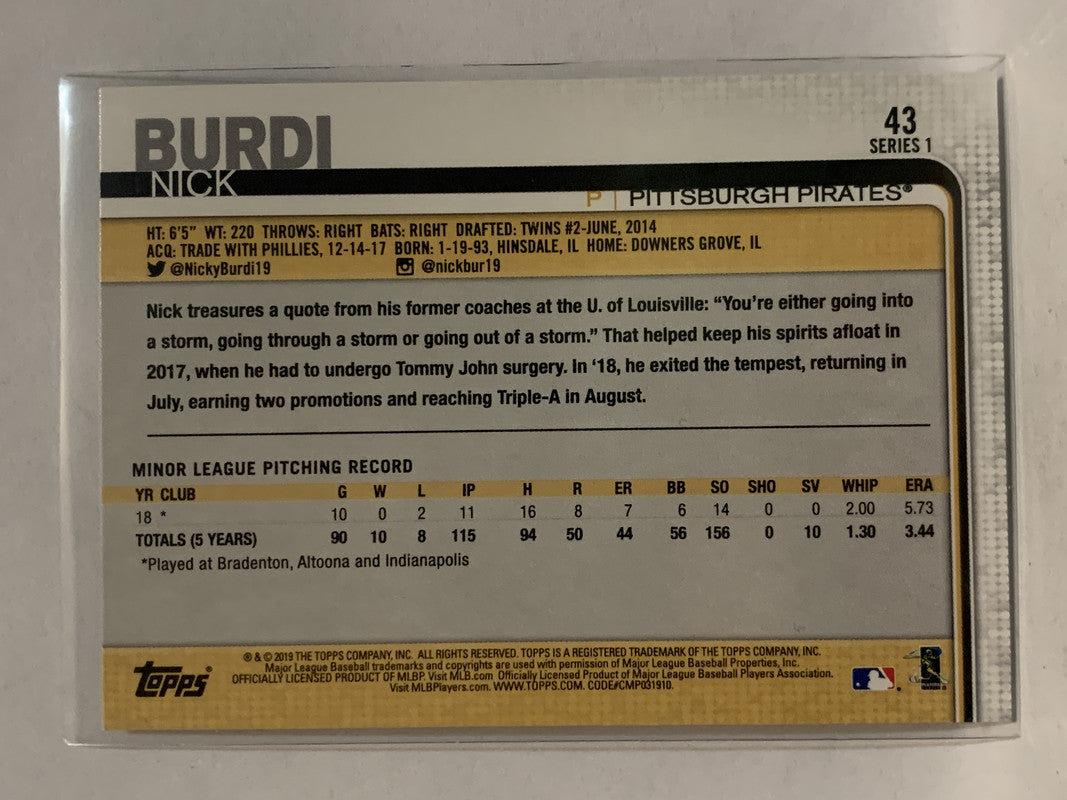 BURDI
NICK
43
SERIES 1
P | PITTSBURGH PIRATES®
HT: 6'5" WT: 220 THROWS: RIGHT BATS: RIGHT DRAFTED: TWINS #2-JUNE, 2014
ACQ: TRADE WITH PHILLIES, 12-14-17 BORN: 1-19-93, HINSDALE, IL HOME: DOWNERS GROVE, IL
@NickyBurdi19 @nickbur19
Nick treasures a quote from his former coaches at the U. of Louisville: “You’re either going into
a storm, going through a storm or going out of a storm.” That helped keep his spirits afloat in
2017, when he had to undergo Tommy John surgery. In ‘18, he exited the tempest, returning in
July, earning two promotions and reaching Triple-A in August.
MINOR LEAGUE PITCHING RECORD
YR CLUB G W L IP H R ER BB SO SHO SV WHIP ERA
18 * 10 0 2 11 16 8 7 6 14 0 0 2.00 5.73
TOTALS (5 YEARS) 90 10 8 115 94 50 44 56 156 0 10 1.30 3.44
*Played at Bradenton, Altoona and Indianapolis
Topps®
® & © 2019 THE TOPPS COMPANY, INC. ALL RIGHTS RESERVED. TOPPS IS A REGISTERED TRADEMARK OF THE TOPPS COMPANY, INC.
Major League Baseball trademarks and copyrights are used with permission of Major League Baseball Properties, Inc.
OFFICIALLY LICENSED PRODUCT OF MLBP. Visit MLB.com Officially Licensed Product of Major League Baseball Players Association.
Visit MLBPlayers.com. WWW.TOPPS.COM. CODE#CMP031910.